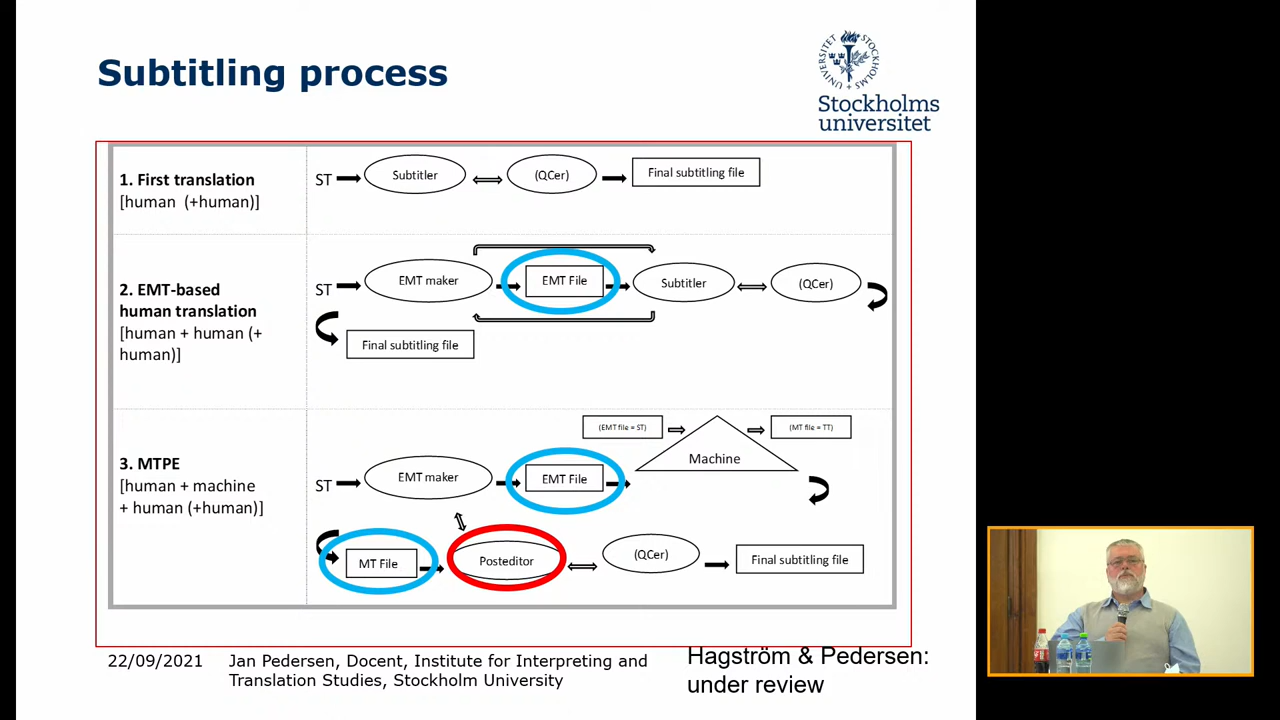 Subtitling process
UNIVERSITET STOCKHOLMS
Stockholms
universitet
1. First translation
[human (+human)]
ST
Subtitler
(QCer)
Final subtitling file
2. EMT-based
human translation
[human + human (+
human)]
ST
EMT maker
EMT File
Subtitler
(QCer)
Final subtitling file
3. MTPE
[human + machine
+ human (+human)]
(EMT file = ST)
(MT file = TT)
Machine
ST
EMT maker
EMT File
MT File
Posteditor
(QCer)
Final subtitling file
22/09/2021
Jan Pedersen, Docent, Institute for Interpreting and
Translation Studies, Stockholm University
Hagström & Pedersen:
under review